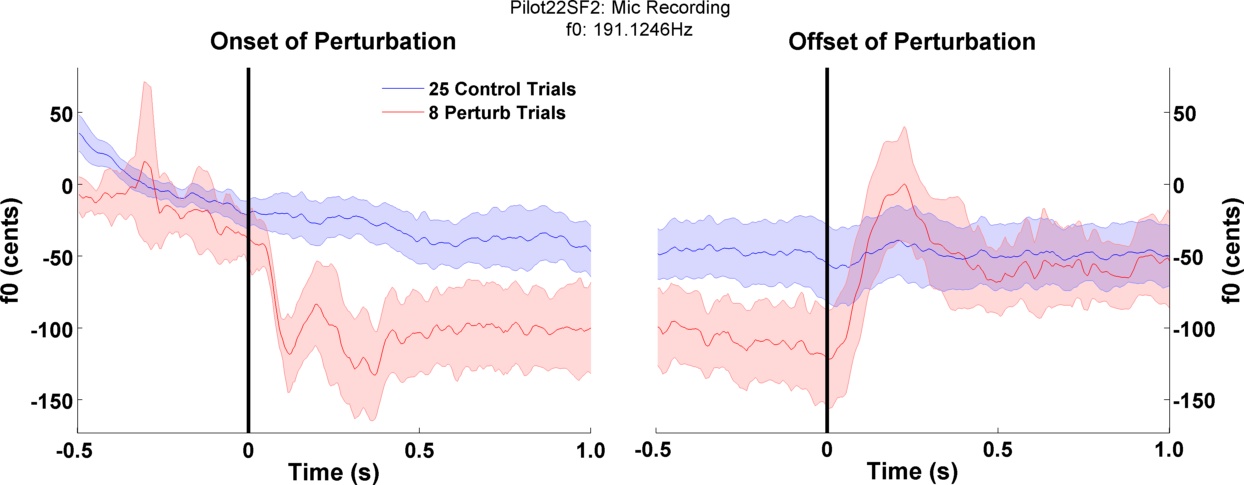 Pilot22SF2: Mic Recording
f0: 191.1246Hz
Onset of Perturbation
Offset of Perturbation
25 Control Trials
8 Perturb Trials
f0 (cents)
50
0
-50
-100
-150
-0.5
0
0.5
1.0
Time (s)
-0.5
0
0.5
1.0
Time (s)
50
0
-50
-100
-150
f0 (cents)